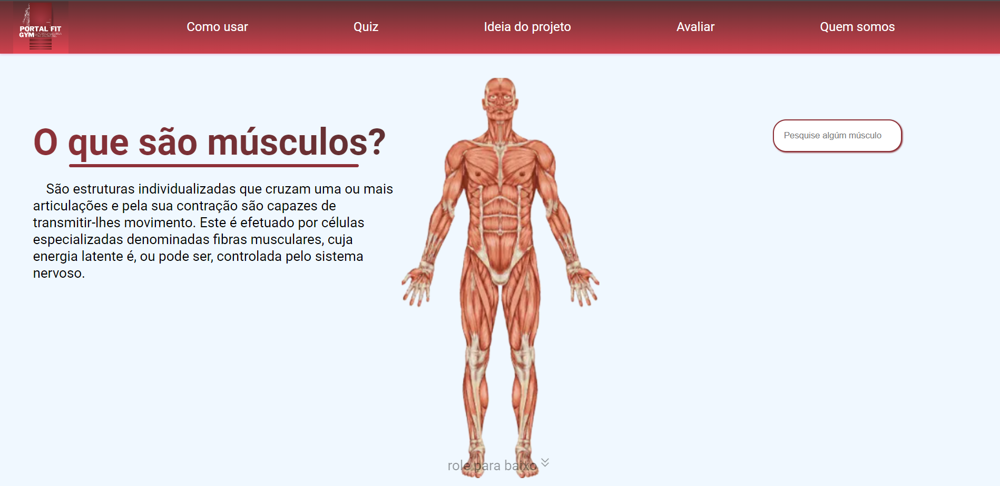 PORTAL FIT
GYM
Como usar
Quiz
Ideia do projeto
Avaliar
Quem somos
O que são músculos?
São estruturas individualizadas que cruzam uma ou mais
articulações e pela sua contração são capazes de
transmitir-lhes movimento. Este é efetuado por células
especializadas denominadas fibras musculares, cuja
energia latente é, ou pode ser, controlada pelo sistema
nervoso.
Pesquise algúm músculo
role para baixo